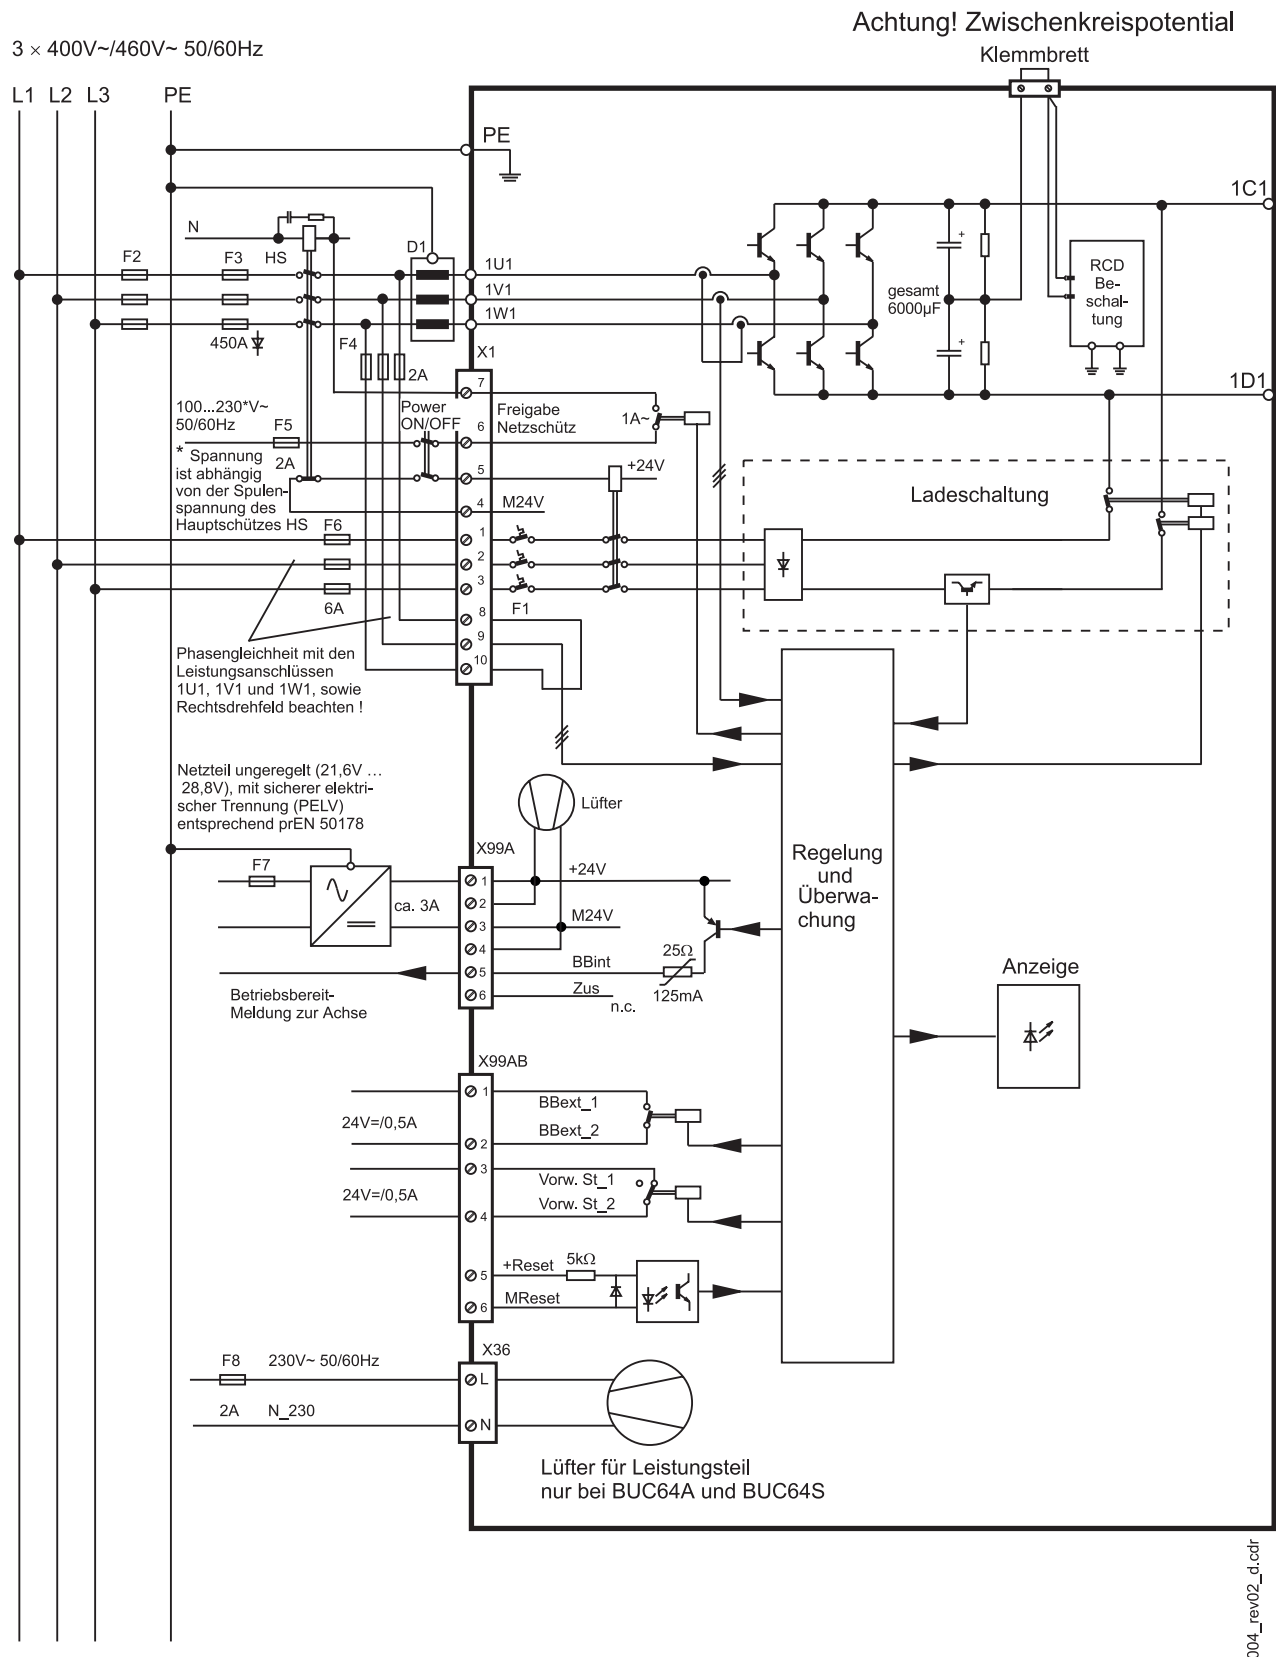 Achtung! Zwischenkreispotential
3 × 400V~/460V~ 50/60Hz
Klemmbrett
L1 L2 L3 PE
PE
1C1
N
D1
F2 F3 HS
1U1
1V1
1W1
RCD
Be-
schal-
tung
gesamt
6000µF
450A
F4
X1
2A
7
1D1
100...230*V~
50/60Hz
F5
2A
Power
ON/OFF
6
Freigabe
Netzschütz
1A~
* Spannung
ist abhängig
von der Spulen-
spannung des
Hauptschützes HS
5
+24V
4
M24V
Ladeschaltung
F6
1
2
3
6A
F1
8
9
10
Phasengleichheit mit den
Leistungsanschlüssen
1U1, 1V1 und 1W1, sowie
Rechtsdrehfeld beachten !
Netzteil ungeregelt (21,6V ...
28,8V), mit sicherer elektri-
scher Trennung (PELV)
entsprechend prEN 50178
Lüfter
X99A
F7
ca. 3A
1
+24V
2
3
M24V
4
5
BBint
25Ω
125mA
6
Zus
n.c.
Betriebsbereit-
Meldung zur Achse
Regelung
und
Überwa-
chung
Anzeige
X99AB
1
BBext_1
24V=/0,5A
BBext_2
2
3
Vorw. St_1
24V=/0,5A
Vorw. St_2
4
5
+Reset
5kΩ
MReset
6
X36
F8 230V~ 50/60Hz
L
2A N_230
N
Lüfter für Leistungsteil
nur bei BUC64A und BUC64S
004_rev02_d.cdr